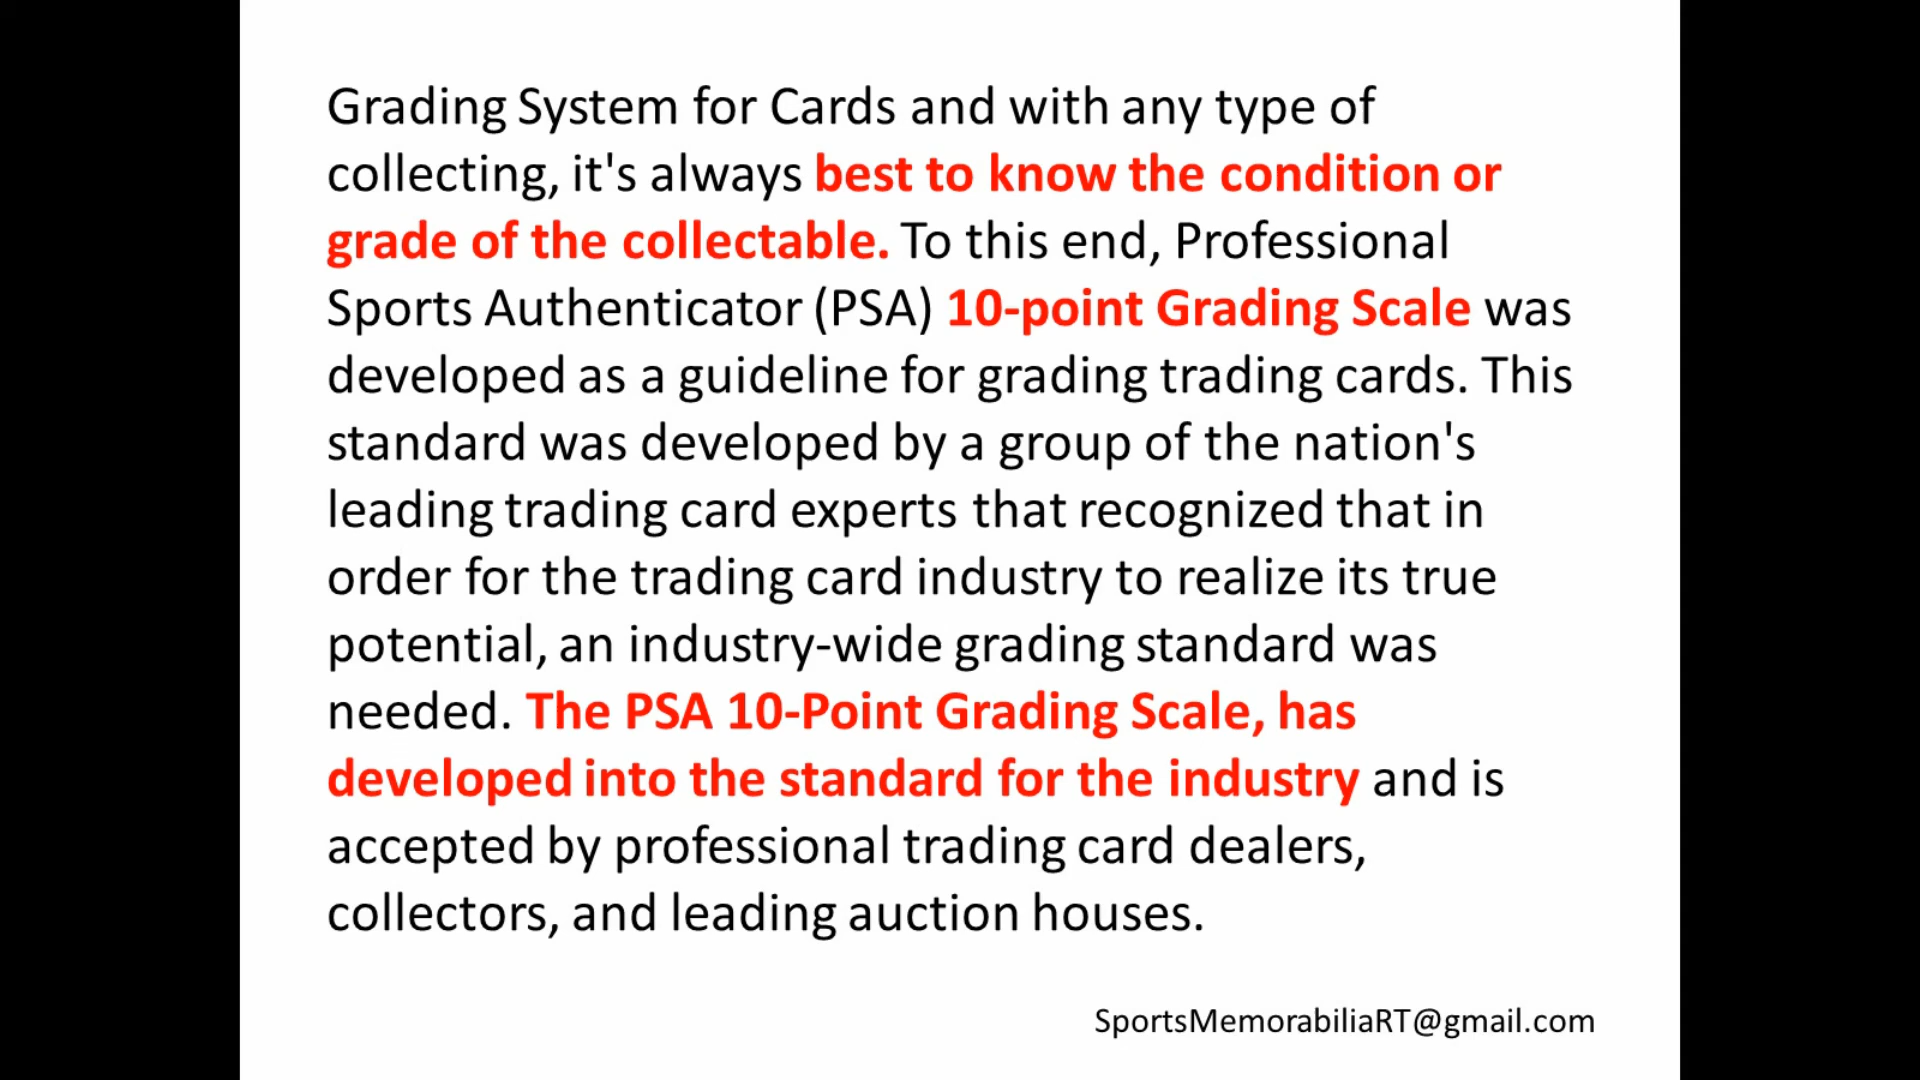 Grading System for Cards and with any type of
collecting, it's always best to know the condition or
grade of the collectable. To this end, Professional
Sports Authenticator (PSA) 10-point Grading Scale was
developed as a guideline for grading trading cards. This
standard was developed by a group of the nation's
leading trading card experts that recognized that in
order for the trading card industry to realize its true
potential, an industry-wide grading standard was
needed. The PSA 10-Point Grading Scale, has
developed into the standard for the industry and is
accepted by professional trading card dealers,
collectors, and leading auction houses.
SportsMemorabiliaRT@gmail.com